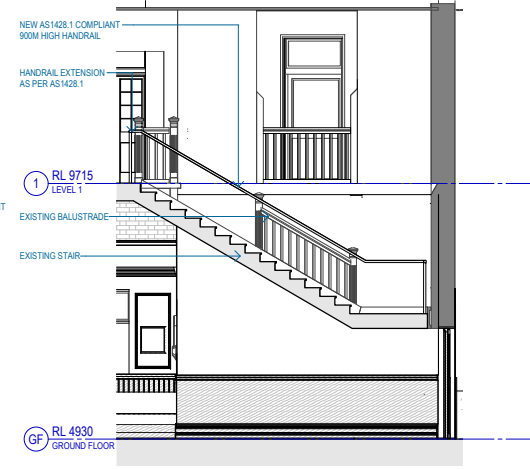 NEW AS1428.1 COMPLIANT
900M HIGH HANDRAIL
HANDRAIL EXTENSION
AS PER AS1428.1
1
RL 9715
LEVEL 1
NT
EXISTING BALUSTRADE
EXISTING STAIR
GF
RL 4930
GROUND FLOOR